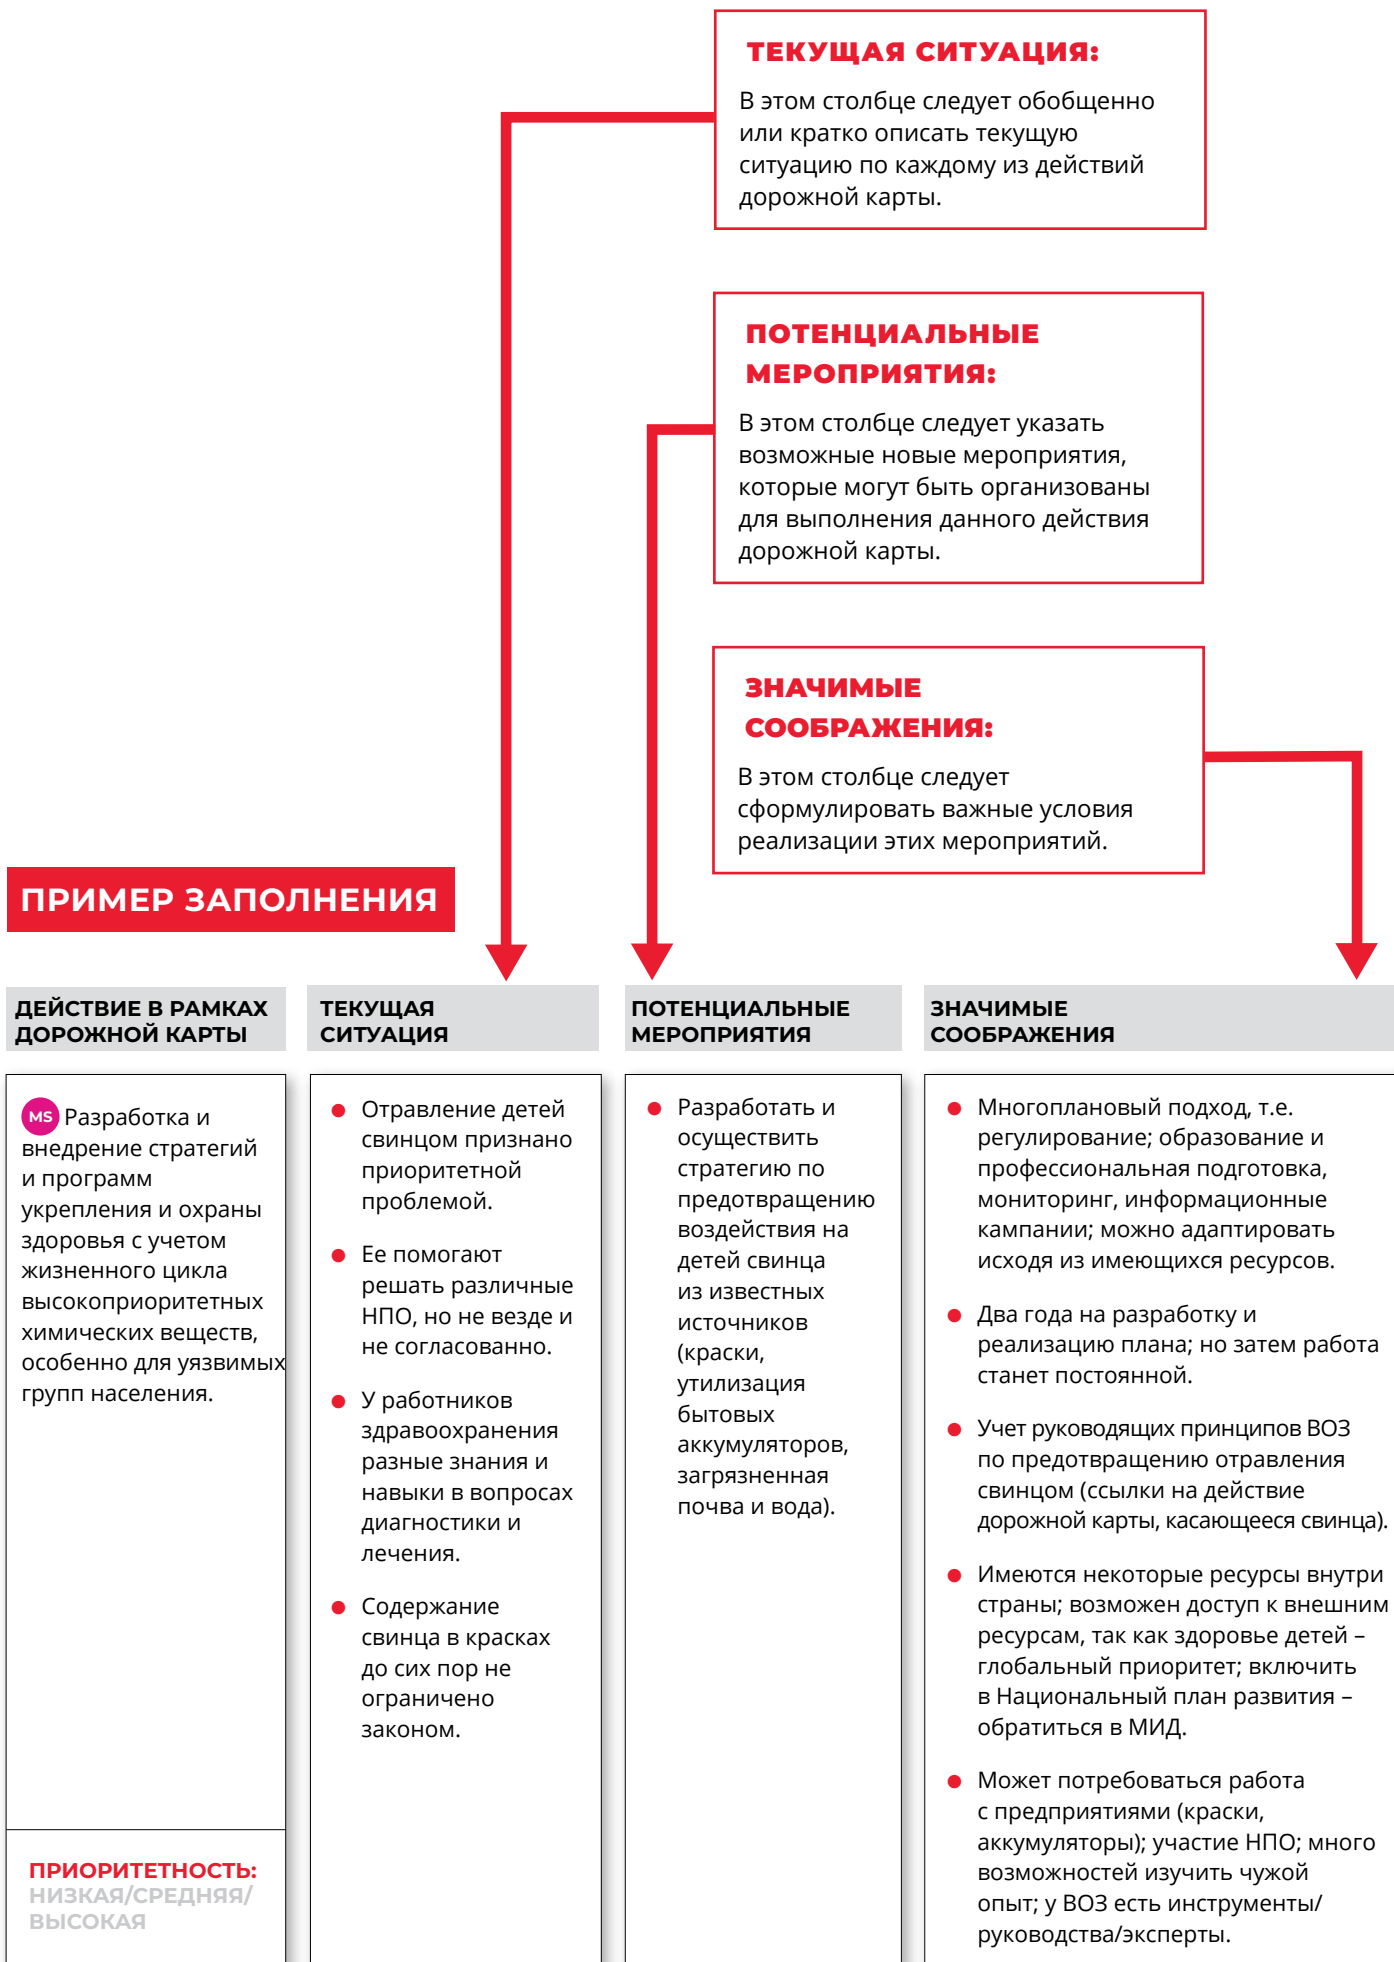 ТЕКУЩАЯ СИТУАЦИЯ:
В этом столбце следует обобщенно
или кратко описать текущую
ситуацию по каждому из действий
дорожной карты.
ПОТЕНЦИАЛЬНЫЕ
МЕРОПРИЯТИЯ:
В этом столбце следует указать
возможные новые мероприятия,
которые могут быть организованы
для выполнения данного действия
дорожной карты.
ЗНАЧИМЫЕ
СООБРАЖЕНИЯ:
В этом столбце следует
сформулировать важные условия
реализации этих мероприятий.
ПРИМЕР ЗАПОЛНЕНИЯ
ДЕЙСТВИЕ В РАМКАХ
ДОРОЖНОЙ КАРТЫ
MS Разработка и
внедрение стратегий
и программ
укрепления и охраны
здоровья с учетом
жизненного цикла
высокоприоритетных
химических веществ,
особенно для уязвимых
групп населения.
ПРИОРИТЕТНОСТЬ:
НИЗКАЯ/СРЕДНЯЯ/
ВЫСОКАЯ
ТЕКУЩАЯ
СИТУАЦИЯ
● Отравление детей
свинцом признано
приоритетной
проблемой.
● Ее помогают
решать различные
НПО, но не везде и
не согласованно.
● У работников
здравоохранения
разные знания и
навыки в вопросах
диагностики и
лечения.
● Содержание
свинца в красках
до сих пор не
ограничено
законом.
ПОТЕНЦИАЛЬНЫЕ
МЕРОПРИЯТИЯ
● Разработать и
осуществить
стратегию по
предотвращению
воздействия на
детей свинца
из известных
источников
(краски,
утилизация
бытовых
аккумуляторов,
загрязненная
почва и вода).
ЗНАЧИМЫЕ
СООБРАЖЕНИЯ
● Многоплановый подход, т.е.
регулирование; образование и
профессиональная подготовка,
мониторинг, информационные
кампании; можно адаптировать
исходя из имеющихся ресурсов.
● Два года на разработку и
реализацию плана; но затем работа
станет постоянной.
● Учет руководящих принципов ВОЗ
по предотвращению отравления
свинцом (ссылки на действие
дорожной карты, касающееся свинца).
● Имеются некоторые ресурсы внутри
страны; возможен доступ к внешним
ресурсам, так как здоровье детей –
глобальный приоритет; включить
в Национальный план развития –
обратиться в МИД.
● Может потребоваться работа
с предприятиями (краски,
аккумуляторы); участие НПО; много
возможностей изучить чужой
опыт; у ВОЗ есть инструменты/
руководства/эксперты.